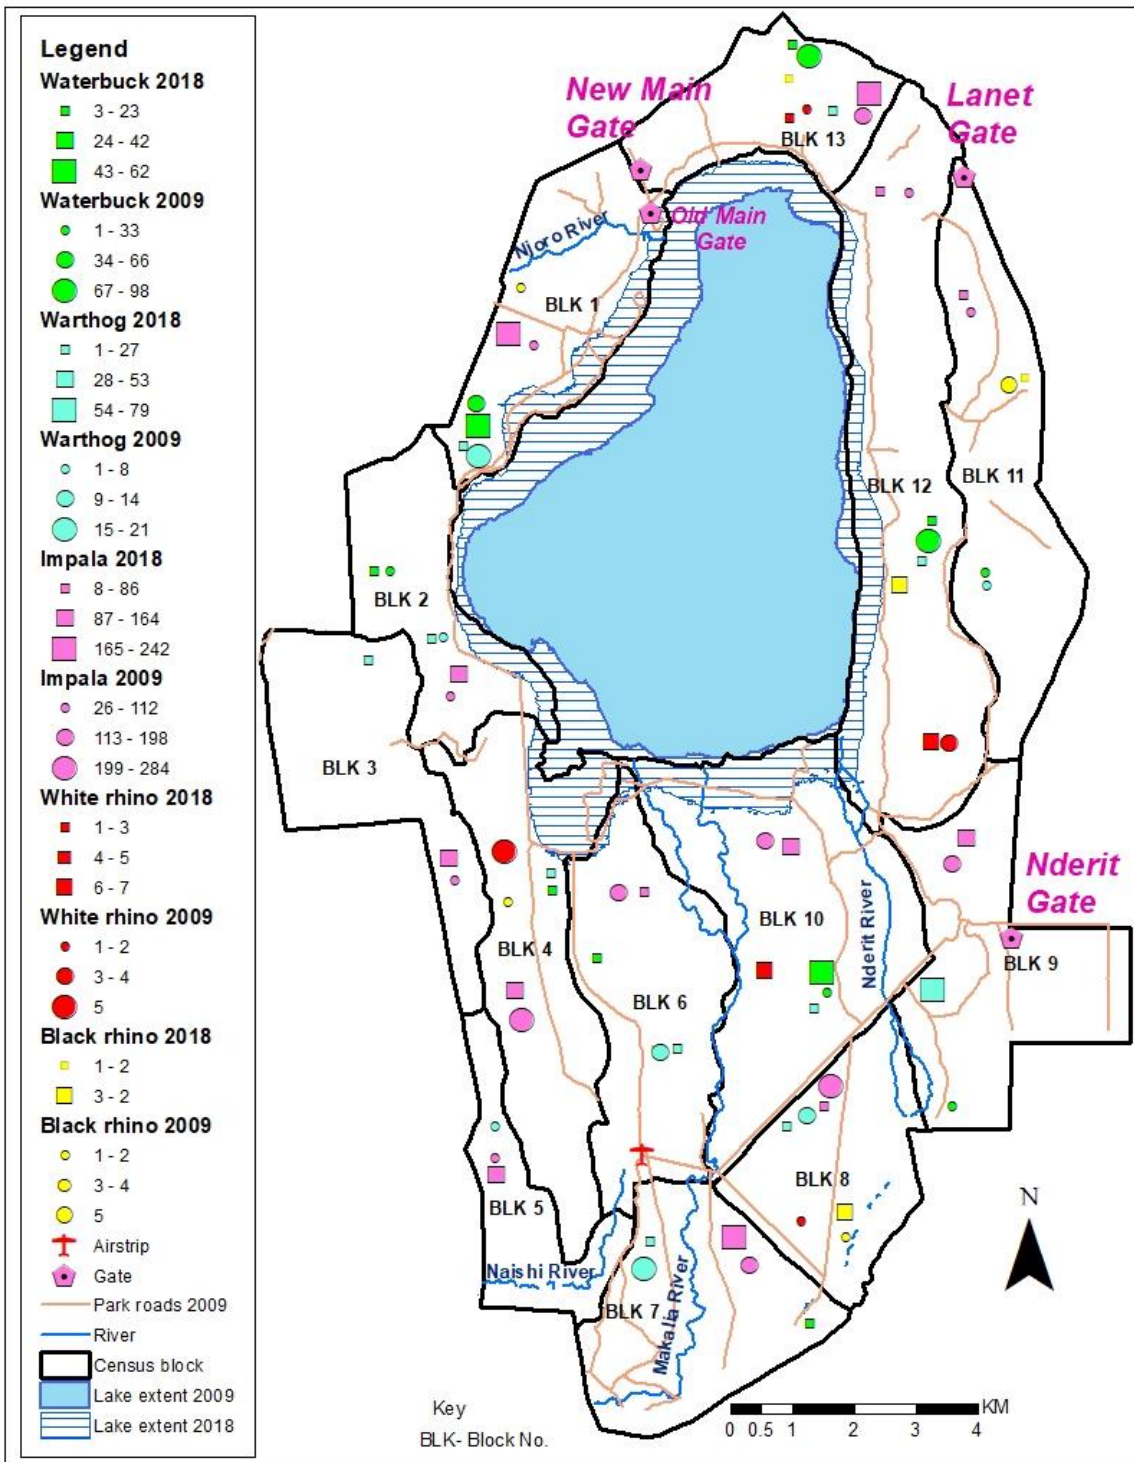 Legend
Waterbuck 2018
3 - 23
24 - 42
43 - 62
Waterbuck 2009
1 - 33
34 - 66
67 - 98
Warthog 2018
1 - 27
28 - 53
54 - 79
Warthog 2009
1 - 8
9 - 14
15 - 21
Impala 2018
8 - 86
87 - 164
165 - 242
Impala 2009
26 - 112
113 - 198
199 - 284
White rhino 2018
1 - 3
4 - 5
6 - 7
White rhino 2009
1 - 2
3 - 4
5
Black rhino 2018
1 - 2
3 - 2
Black rhino 2009
1 - 2
3 - 4
5
Airstrip
Gate
Park roads 2009
River
Census block
Lake extent 2009
Lake extent 2018
New Main
Gate
Lanet
Gate
BLK 13
Old Main
Gate
Njoro River
BLK 1
BLK 12
BLK 11
BLK 2
BLK 3
Nderit
Gate
BLK 10
Nderit River
BLK 4
BLK 9
BLK 6
BLK 8
BLK 5
N
Naishi River
BLK 7
Makalia River
Key
BLK- Block No.
KM
0 0.5 1 2 3 4